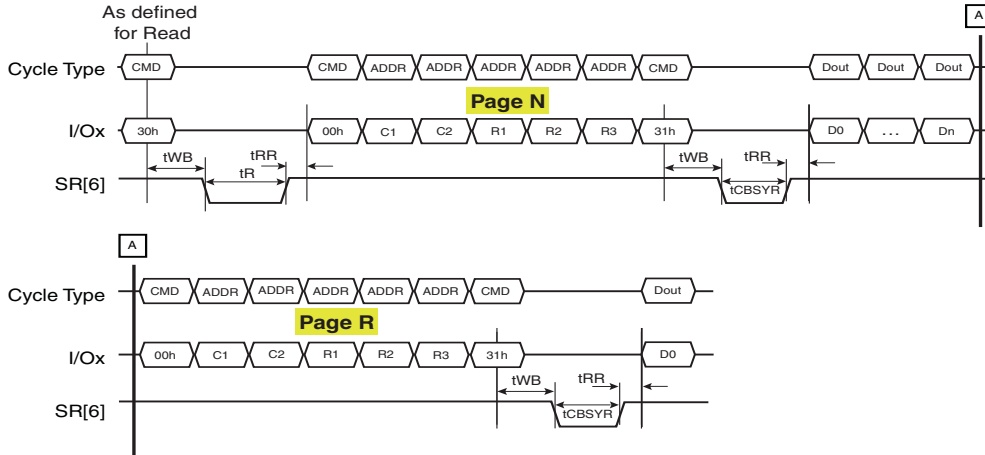 As defined
for Read
A
Cycle Type CMD CMD ADDR ADDR ADDR ADDR ADDR CMD Dout Dout Dout
Page N
I/Ox 30h 00h C1 C2 R1 R2 R3 31h D0 ... Dn
tWB tRR tWB tRR
tR tCBSYR
SR[6]
A
Cycle Type CMD ADDR ADDR ADDR ADDR ADDR CMD Dout
Page R
I/Ox 00h C1 C2 R1 R2 R3 31h D0
tWB tRR
tCBSYR
SR[6]